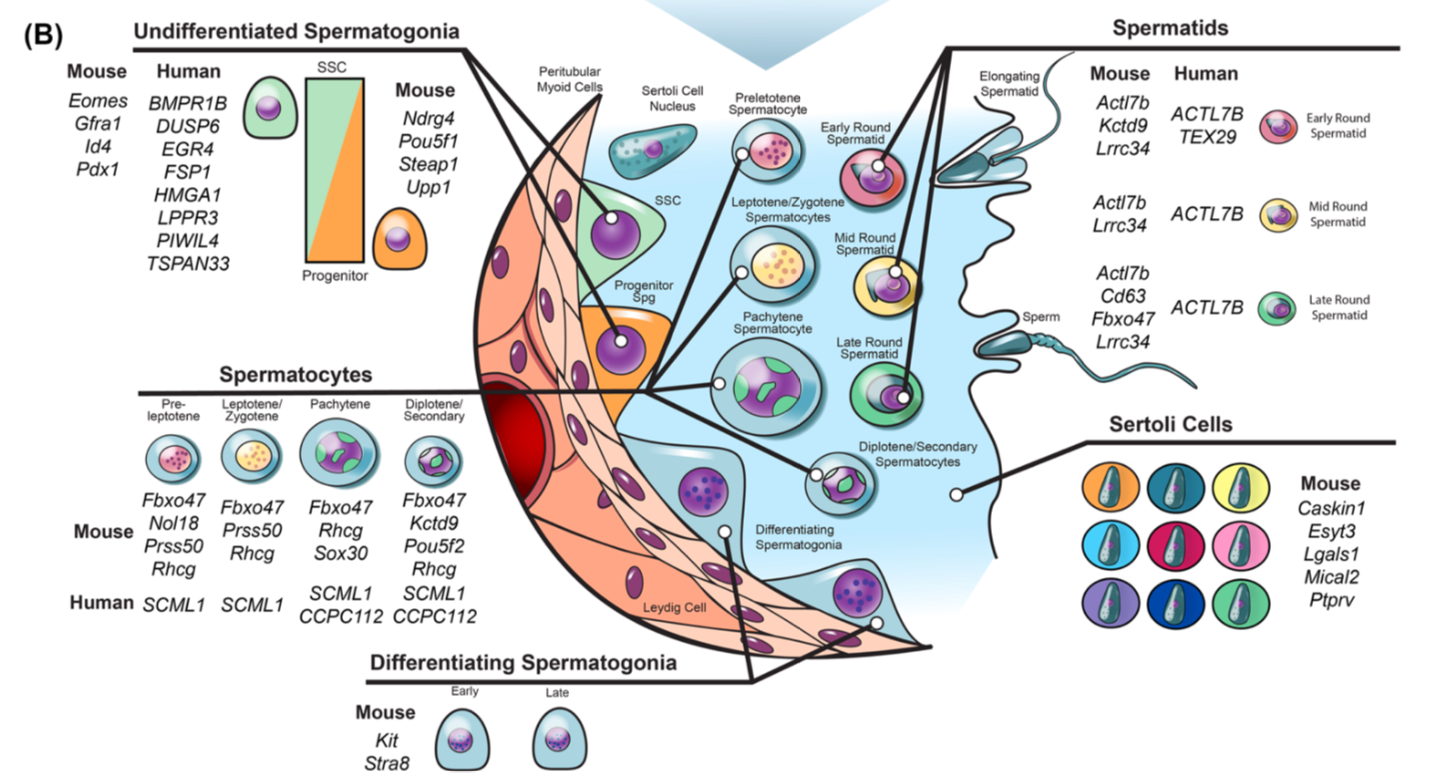 (B)
Undifferentiated Spermatogonia
Mouse
Eomes
Gfra1
Id4
Pdx1
Human
BMPR1B
DUSP6
EGR4
FSP1
HMGA1
LPPR3
PIWIL4
TSPAN33
SSC
Progenitor
Mouse
Ndrg4
Pou5f1
Steap1
Upp1
Peritubular
Myoid Cells
Sertoli Cell
Nucleus
SSC
Progenitor
Spg
Preletotene
Spermatocyte
Leptotene/Zygotene
Spermatocytes
Pachytene
Spermatocyte
Early Round
Spermatid
Mid Round
Spermatid
Late Round
Spermatid
Diplotene/Secondary
Spermatocytes
Differentiating
Spermatogonia
Leydig Cell
Elongating
Spermatid
Sperm
Spermatids
Mouse
Human
Actl7b
Kctd9
Lrrc34
ACTL7B
TEX29
Early Round
Spermatid
Actl7b
Lrrc34
ACTL7B
Mid Round
Spermatid
Actl7b
Cd63
Fbxo47
Lrrc34
ACTL7B
Late Round
Spermatid
Spermatocytes
Pre-
leptotene
Leptotene/
Zygotene
Pachytene
Diplotene/
Secondary
Mouse
Fbxo47
Nol18
Prss50
Rhcg
Fbxo47
Prss50
Rhcg
Fbxo47
Rhcg
Sox30
Fbxo47
Kctd9
Pou5f2
Rhcg
Human
SCML1
SCML1
SCML1
CCPC112
SCML1
CCPC112
Sertoli Cells
Mouse
Caskin1
Esyt3
Lgals1
Mical2
Ptprv
Differentiating Spermatogonia
Early
Late
Mouse
Kit
Stra8